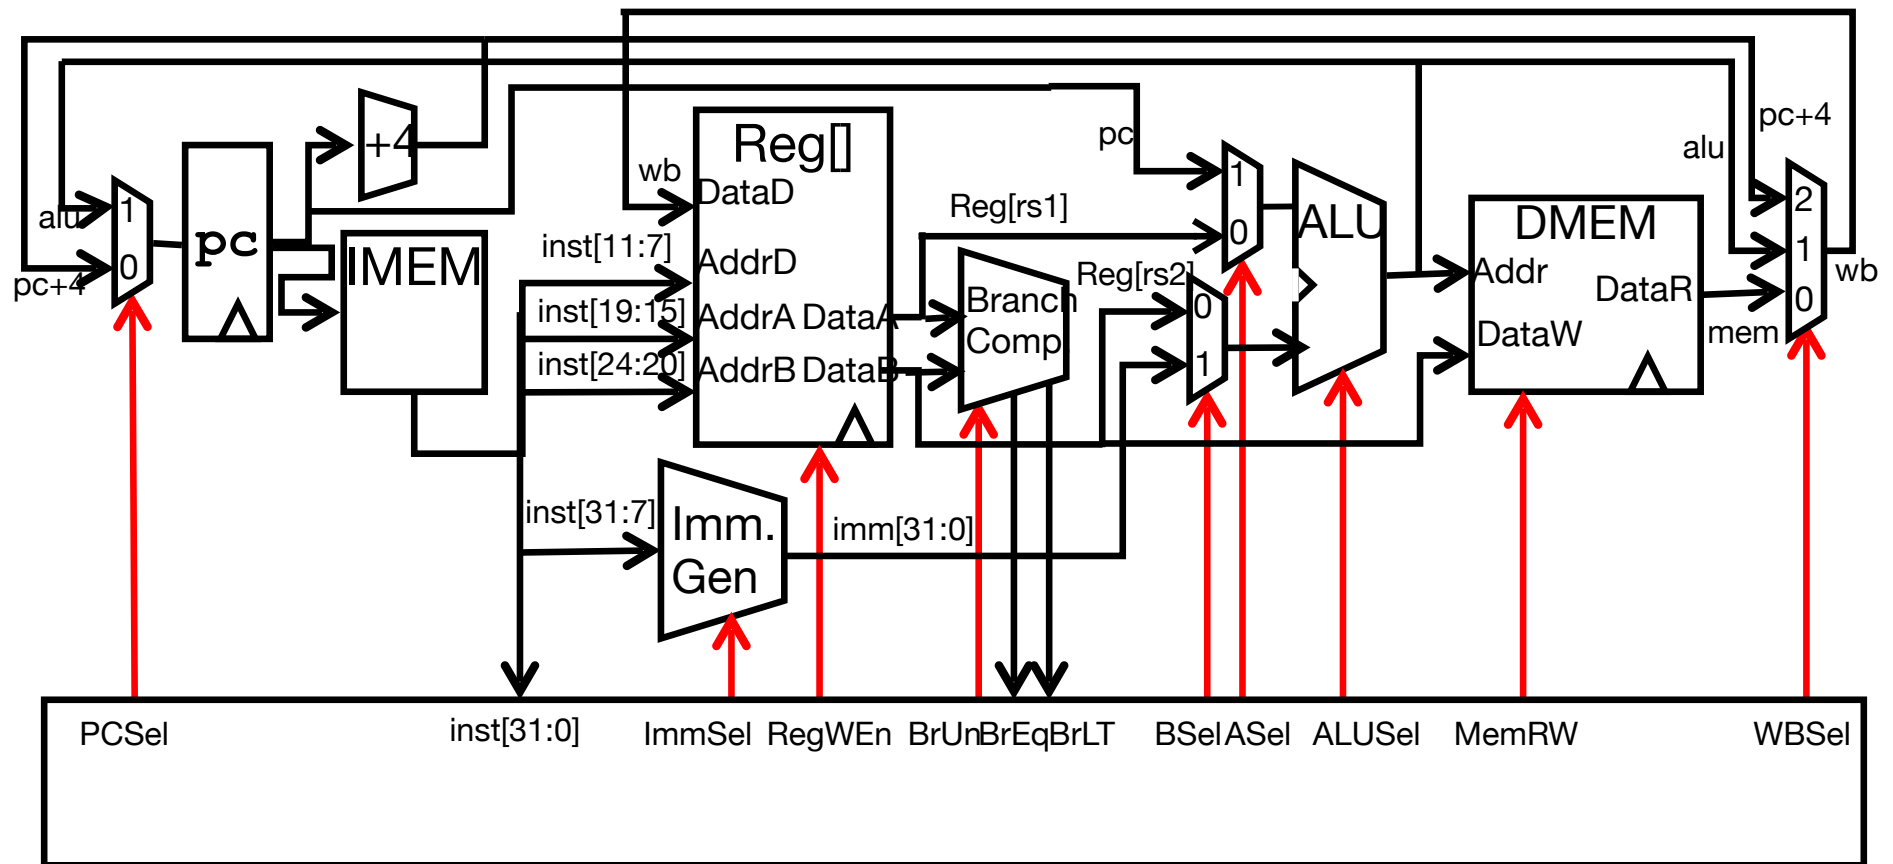 pc+4
alu
+4
Reg[]
pc
wb
DataD
alu
1
pc
0
pc+4
IMEM
inst[11:7]
AddrD
inst[19:15]
AddrA DataA
inst[24:20]
AddrB DataB
Reg[rs1]
Branch
Comp.
Reg[rs2]
1
0
0
1
ALU
DMEM
Addr
DataR
DataW
mem
2
1
0
wb
inst[31:7]
Imm.
Gen
imm[31:0]
PCSel
inst[31:0]
ImmSel
RegWEn
BrUn
BrEq
BrLT
BSel
ASel
ALUSel
MemRW
WBSel